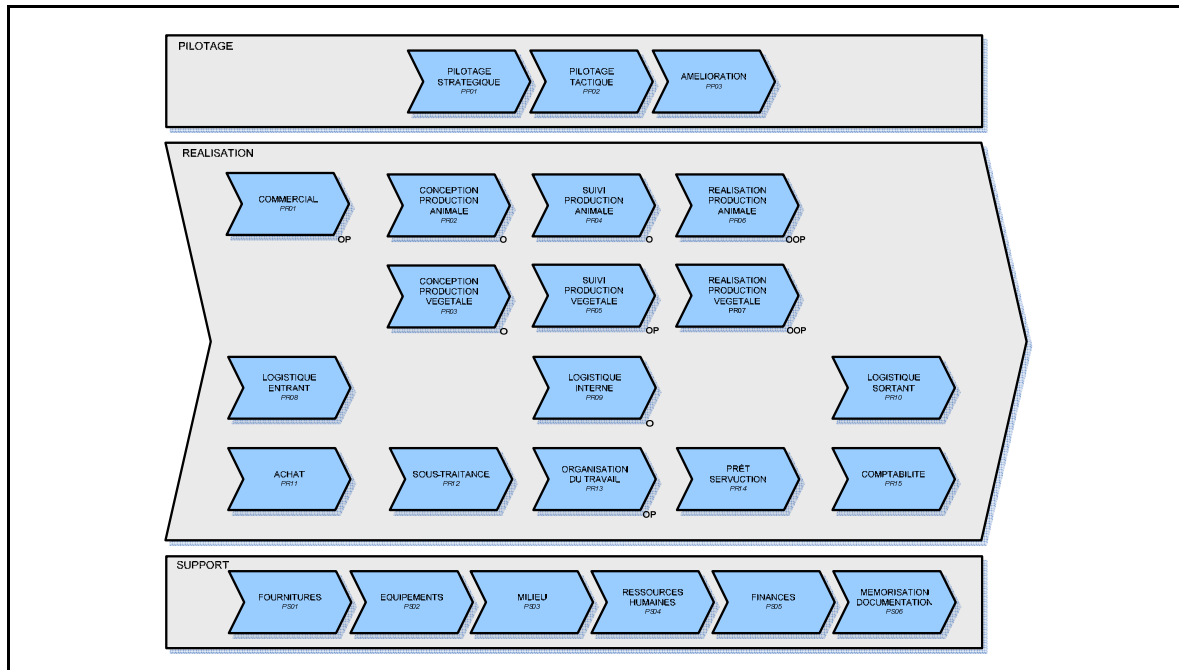 PILOTAGE
PILOTAGE
STRATEGIQUE
PP01
PILOTAGE
TACTIQUE
PP02
AMELIORATION
PP03
REALISATION
COMMERCIAL
PR01
OP
CONCEPTION
PRODUCTION
ANIMALE
PR02
O
SUIVI
PRODUCTION
ANIMALE
PR04
O
REALISATION
PRODUCTION
ANIMALE
PR06
OOP
CONCEPTION
PRODUCTION
VEGETALE
PR03
O
SUIVI
PRODUCTION
VEGETALE
PR05
OP
REALISATION
PRODUCTION
VEGETALE
PR07
OOP
LOGISTIQUE
ENTRANT
PR08
LOGISTIQUE
INTERNE
PR09
O
LOGISTIQUE
SORTANT
PR10
ACHAT
PR11
SOUS-TRAITANCE
PR12
ORGANISATION
DU TRAVAIL
PR13
OP
PRÊT
SERVUCTION
PR14
COMPTABILITE
PR15
SUPPORT
FOURNITURES
PS01
EQUIPEMENTS
PS02
MILIEU
PS03
RESSOURCES
HUMAINES
PS04
FINANCES
PS05
MEMORISATION
DOCUMENTATION
PS06